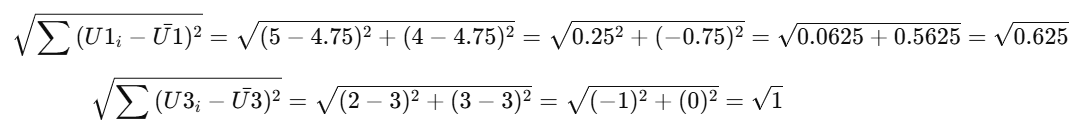 √∑(U1ᵢ − Ū1)² = √(5 − 4.75)² + (4 − 4.75)² = √0.25² + (−0.75)² = √0.0625 + 0.5625 = √0.625
√∑(U3ᵢ − Ū3)² = √(2 − 3)² + (3 − 3)² = √(−1)² + (0)² = √1